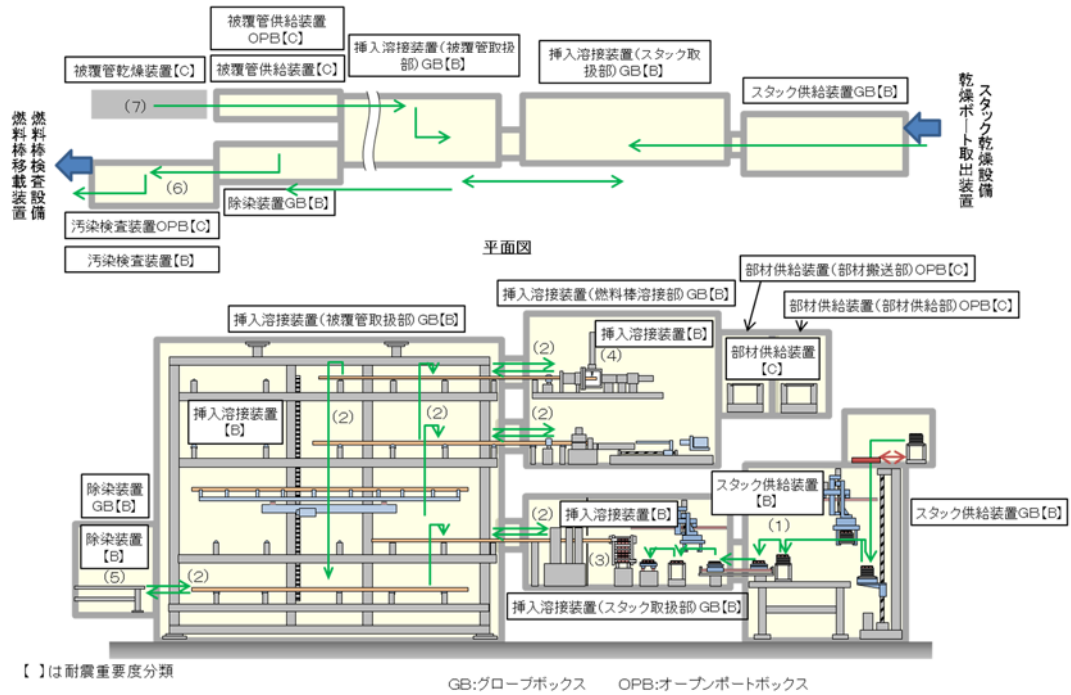 被覆管供給装置
OPB【C】
被覆管乾燥装置【C】
被覆管供給装置【C】
挿入溶接装置(被覆管取扱
部)GB【B】
挿入溶接装置(スタック取
扱部)GB【B】
スタック供給装置GB【B】
スタック乾燥設備
乾燥ボート取出装置
燃料棒検査設備
燃料棒移載装置
(7)
(6)
除染装置GB【B】
汚染検査装置OPB【C】
汚染検査装置【B】
平面図
部材供給装置(部材搬送部)OPB【C】
挿入溶接装置(燃料棒溶接部)GB【B】
部材供給装置(部材供給部)OPB【C】
挿入溶接装置(被覆管取扱部)GB【B】
挿入溶接装置【B】
(2)
(4)
部材供給装置
【C】
挿入溶接装置
【B】
(2)
(2)
(2)
スタック供給装置
【B】
(1)
除染装置
GB【B】
挿入溶接装置【B】
(2)
スタック供給装置GB【B】
除染装置
【B】
(3)
(5)
(2)
挿入溶接装置(スタック取扱部)GB【B】
【 】は耐震重要度分類
GB:グローブボックス OPB:オープンポートボックス